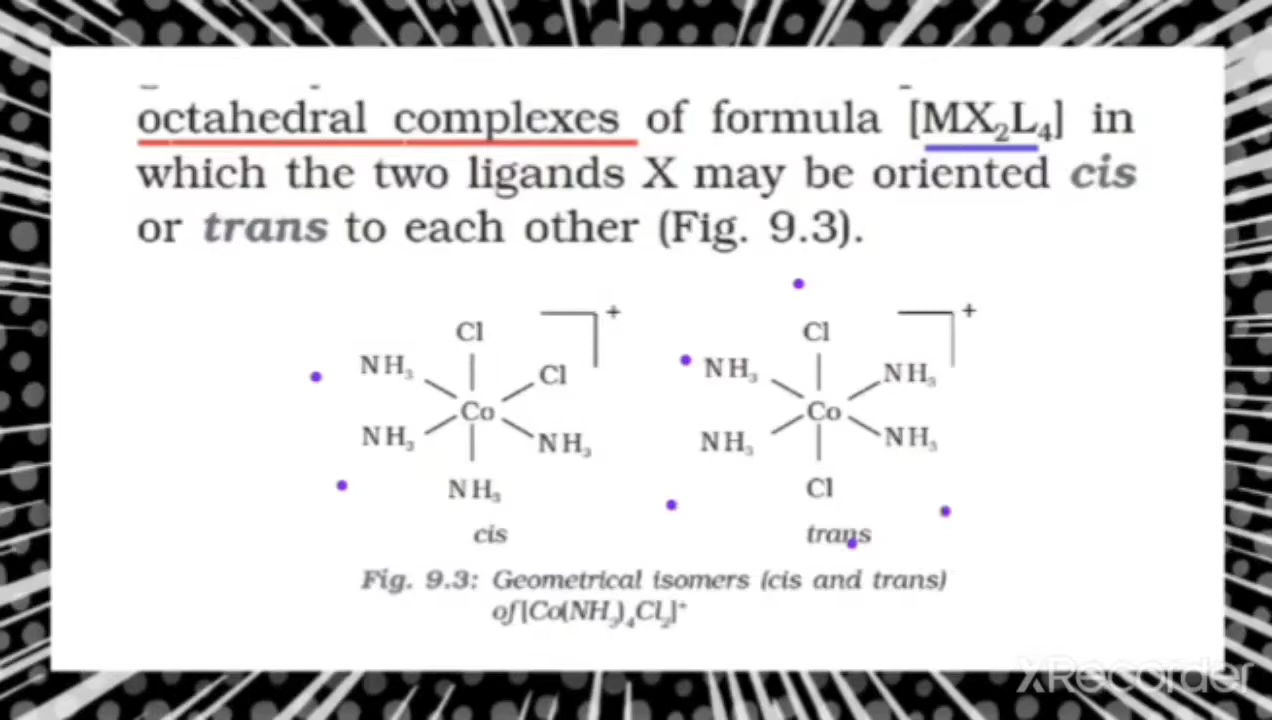 octahedral complexes of formula [MX₂L₄] in
which the two ligands X may be oriented cis
or trans to each other (Fig. 9.3).
Cl
NH₃
Cl
Co
NH₃
NH₃
NH₃
cis
+
Cl
NH₃
NH₃
Co
NH₃
NH₃
Cl
trans
+
Fig. 9.3: Geometrical isomers (cis and trans)
of [Co(NH₃)₄Cl₂]⁺
XRecorder